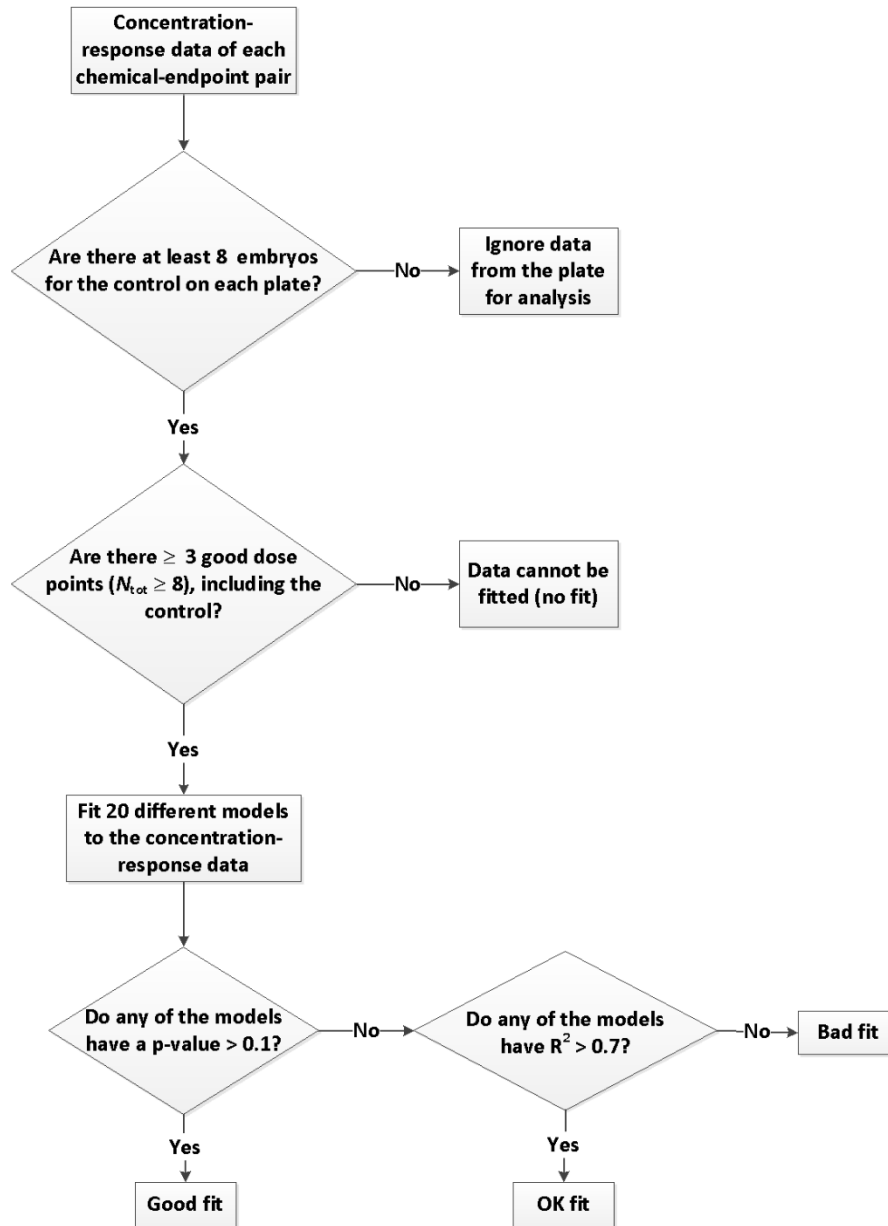 Concentration-
response data of each
chemical-endpoint pair
Are there at least 8 embryos
for the control on each plate?
No
Ignore data
from the plate
for analysis
Yes
Are there ≥ 3 good dose
points (Ntot ≥ 8), including the
control?
No
Data cannot be
fitted (no fit)
Yes
Fit 20 different models
to the concentration-
response data
Do any of the models
have a p-value > 0.1?
No
Do any of the models
have R² > 0.7?
No
Bad fit
Yes
Good fit
Yes
OK fit